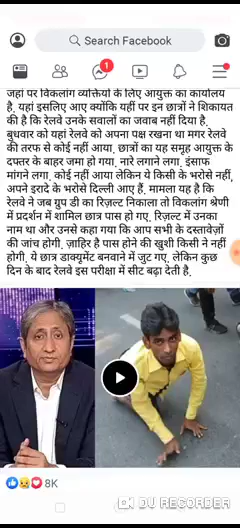 Search Facebook
1
जहां पर विकलांग व्यक्तियों के लिए आयुक्त का कार्यालय
है, यहां इसलिए आए क्योंकि यहीं पर इन छात्रों ने शिकायत
की है कि रेलवे उनके सवालों का जवाब नहीं दिया है.
बुधवार को यहां रेलवे को अपना पक्ष रखना था मगर रेलवे
की तरफ से कोई नहीं आया. छात्रों का यह समूह आयुक्त के
दफ्तर के बाहर जमा हो गया, नारे लगाने लगा, इंसाफ
मांगने लगा. कोई नहीं आया लेकिन ये किसी के भरोसे नहीं,
अपने इरादे के भरोसे दिल्ली आए हैं, मामला यह है कि
रेलवे ने जब ग्रुप डी का रिज़ल्ट निकाला तो विकलांग श्रेणी
में प्रदर्शन में शामिल छात्र पास हो गए. रिज़ल्ट में उनका
नाम था और उनसे कहा गया कि आप सभी के दस्तावेज़ों
की जांच होगी. ज़ाहिर है पास होने की खुशी किसी ने नहीं
होगी. ये छात्र डाक्यूमेंट बनवाने में जुट गए. लेकिन कुछ
दिन के बाद रेलवे इस परीक्षा में सीट बढ़ा देती है.
8K
DU RECORDER